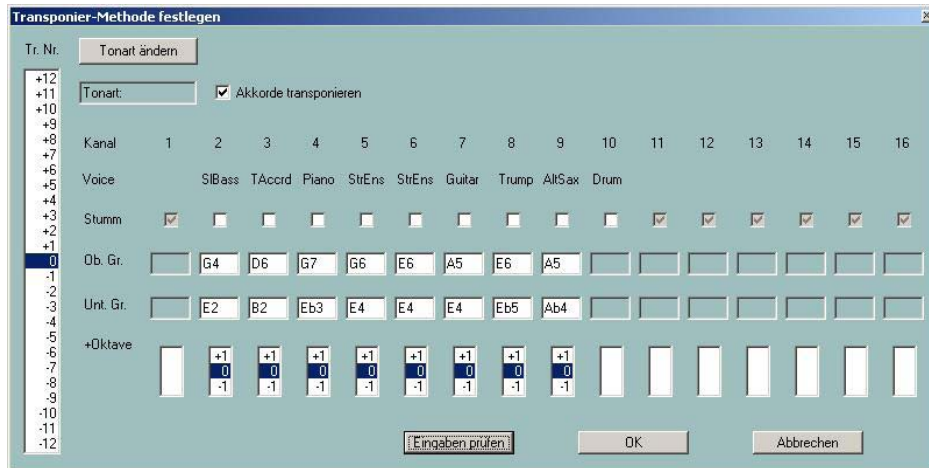 Transponier-Methode festlegen
Tr. Nr.
Tonart ändern
+12
+11
+10
+9
+8
+7
+6
+5
+4
+3
+2
+1
0
-1
-2
-3
-4
-5
-6
-7
-8
-9
-10
-11
-12
Tonart:
Akkorde transponieren
Kanal 1 2 3 4 5 6 7 8 9 10 11 12 13 14 15 16
Voice SlBass TAccrd Piano StrEns StrEns Guitar Trump AltSax Drum
Stumm
Ob. Gr. G4 D6 G7 G6 E6 A5 E6 A5
Unt. Gr. E2 B2 Eb3 E4 E4 E4 Eb5 Ab4
+Oktave
+1 +1 +1 +1 +1 +1 +1 +1
0 0 0 0 0 0 0 0
-1 -1 -1 -1 -1 -1 -1 -1
Eingaben prüfen OK Abbrechen